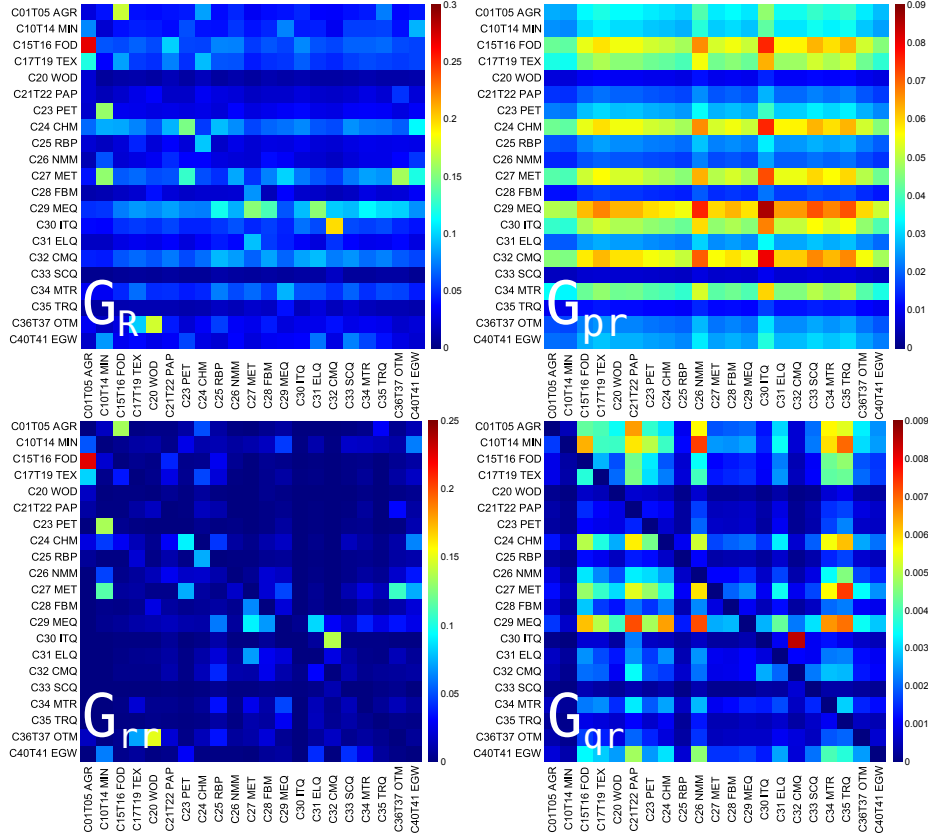 C01T05 AGR
C10T14 MIN
C15T16 FOD
C17T19 TEX
C20 WOD
C21T22 PAP
C23 PET
C24 CHM
C25 RBP
C26 NMM
C27 MET
C28 FBM
C29 MEQ
C30 ITQ
C31 ELQ
C32 CMQ
C33 SCQ
C34 MTR
C35 TRQ
C36T37 OTM
C40T41 EGW
G_R
C01T05 AGR
C10T14 MIN
C15T16 FOD
C17T19 TEX
C20 WOD
C21T22 PAP
C23 PET
C24 CHM
C25 RBP
C26 NMM
C27 MET
C28 FBM
C29 MEQ
C30 ITQ
C31 ELQ
C32 CMQ
C33 SCQ
C34 MTR
C35 TRQ
C36T37 OTM
C40T41 EGW
0.3
0.25
0.2
0.15
0.1
0.05
0
C01T05 AGR
C10T14 MIN
C15T16 FOD
C17T19 TEX
C20 WOD
C21T22 PAP
C23 PET
C24 CHM
C25 RBP
C26 NMM
C27 MET
C28 FBM
C29 MEQ
C30 ITQ
C31 ELQ
C32 CMQ
C33 SCQ
C34 MTR
C35 TRQ
C36T37 OTM
C40T41 EGW
G_pr
C01T05 AGR
C10T14 MIN
C15T16 FOD
C17T19 TEX
C20 WOD
C21T22 PAP
C23 PET
C24 CHM
C25 RBP
C26 NMM
C27 MET
C28 FBM
C29 MEQ
C30 ITQ
C31 ELQ
C32 CMQ
C33 SCQ
C34 MTR
C35 TRQ
C36T37 OTM
C40T41 EGW
0.09
0.08
0.07
0.06
0.05
0.04
0.03
0.02
0.01
0
C01T05 AGR
C10T14 MIN
C15T16 FOD
C17T19 TEX
C20 WOD
C21T22 PAP
C23 PET
C24 CHM
C25 RBP
C26 NMM
C27 MET
C28 FBM
C29 MEQ
C30 ITQ
C31 ELQ
C32 CMQ
C33 SCQ
C34 MTR
C35 TRQ
C36T37 OTM
C40T41 EGW
G_rr
C01T05 AGR
C10T14 MIN
C15T16 FOD
C17T19 TEX
C20 WOD
C21T22 PAP
C23 PET
C24 CHM
C25 RBP
C26 NMM
C27 MET
C28 FBM
C29 MEQ
C30 ITQ
C31 ELQ
C32 CMQ
C33 SCQ
C34 MTR
C35 TRQ
C36T37 OTM
C40T41 EGW
0.25
0.2
0.15
0.1
0.05
0
C01T05 AGR
C10T14 MIN
C15T16 FOD
C17T19 TEX
C20 WOD
C21T22 PAP
C23 PET
C24 CHM
C25 RBP
C26 NMM
C27 MET
C28 FBM
C29 MEQ
C30 ITQ
C31 ELQ
C32 CMQ
C33 SCQ
C34 MTR
C35 TRQ
C36T37 OTM
C40T41 EGW
G_qr
C01T05 AGR
C10T14 MIN
C15T16 FOD
C17T19 TEX
C20 WOD
C21T22 PAP
C23 PET
C24 CHM
C25 RBP
C26 NMM
C27 MET
C28 FBM
C29 MEQ
C30 ITQ
C31 ELQ
C32 CMQ
C33 SCQ
C34 MTR
C35 TRQ
C36T37 OTM
C40T41 EGW
0.009
0.008
0.007
0.006
0.005
0.004
0.003
0.002
0.001
0